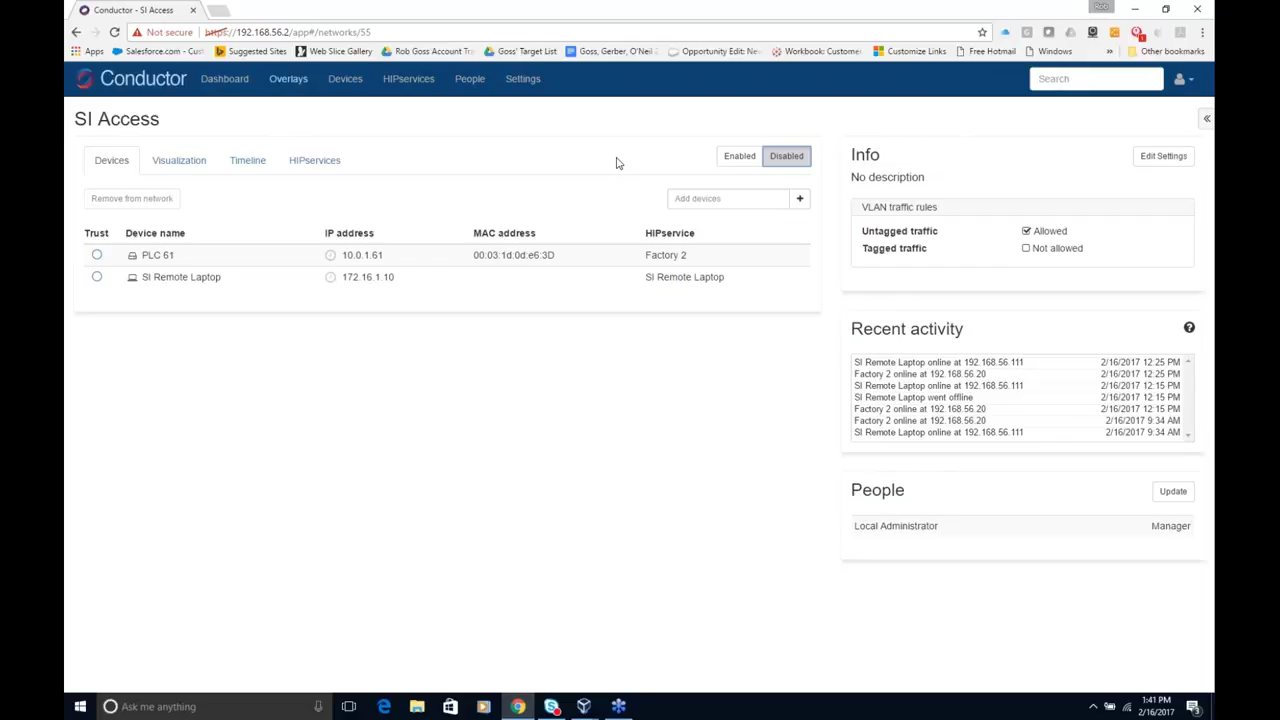 Conductor - SI Access
Rob
Not secure https://192.168.56.2/app#/networks/55
Apps Salesforce.com - Cust Suggested Sites Web Slice Gallery Rob Goss Account Tra Goss' Target List Goss, Gerber, O'Neil & Opportunity Edit: New Workbook: Custome Customize Links Free Hotmail Windows » Other bookmarks
Conductor Dashboard Overlays Devices HIPservices People Settings Search
SI Access
Devices Visualization Timeline HIPservices Enabled Disabled
Remove from network Add devices +
Trust Device name IP address MAC address HIPservice
PLC 61 10.0.1.61 00:03:1d:0d:e6:3D Factory 2
SI Remote Laptop 172.16.1.10 SI Remote Laptop
Info Edit Settings
No description
VLAN traffic rules
Untagged traffic Allowed
Tagged traffic Not allowed
Recent activity
SI Remote Laptop online at 192.168.56.111 2/16/2017 12:25 PM
Factory 2 online at 192.168.56.20 2/16/2017 12:25 PM
SI Remote Laptop online at 192.168.56.111 2/16/2017 12:15 PM
SI Remote Laptop went offline 2/16/2017 12:15 PM
Factory 2 online at 192.168.56.20 2/16/2017 12:15 PM
Factory 2 online at 192.168.56.20 2/16/2017 9:34 AM
SI Remote Laptop online at 192.168.56.111 2/16/2017 9:34 AM
People Update
Local Administrator Manager
Ask me anything
1:41 PM
2/16/2017